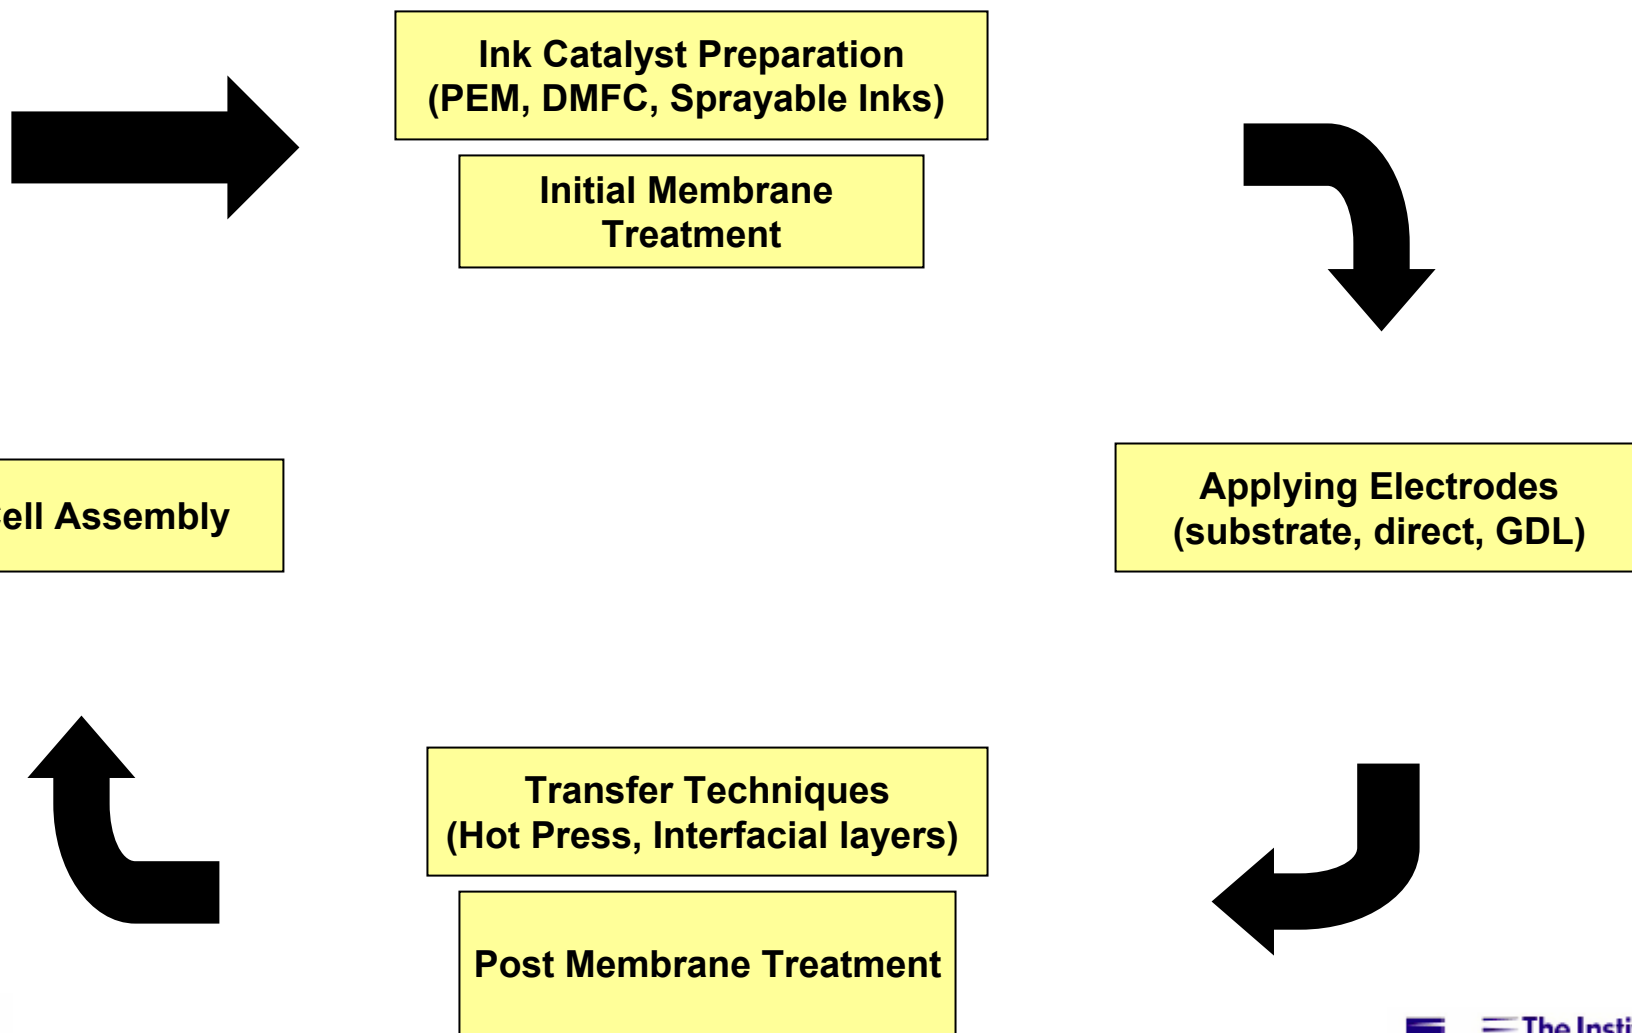 Ink Catalyst Preparation
(PEM, DMFC, Sprayable Inks)
Initial Membrane
Treatment
Applying Electrodes
(substrate, direct, GDL)
Assembly
Transfer Techniques
(Hot Press, Interfacial layers)
Post Membrane Treatment
The